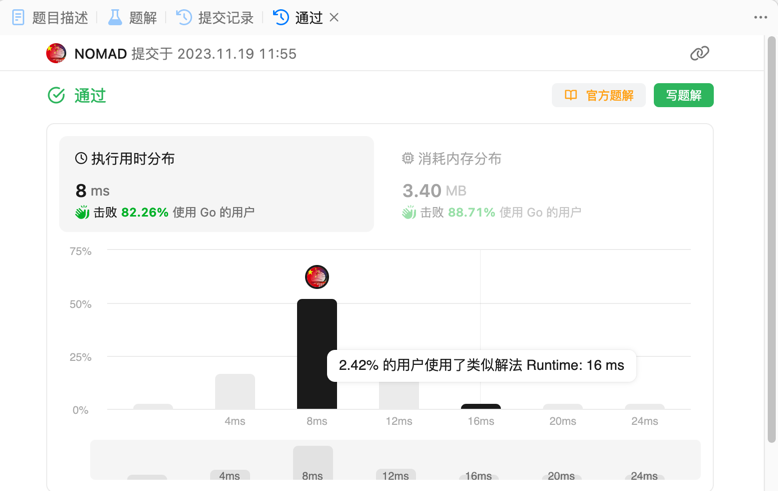 题目描述 题解 提交记录 通过
NOMAD 提交于 2023.11.19 11:55
通过 官方题解 写题解
执行用时分布 消耗内存分布
8 ms 3.40 MB
击败 82.26% 使用 Go 的用户 击败 88.71% 使用 Go 的用户
75%
50%
25%
2.42% 的用户使用了类似解法 Runtime: 16 ms
0%
4ms 8ms 12ms 16ms 20ms 24ms
4ms 8ms 12ms 16ms 20ms 24ms